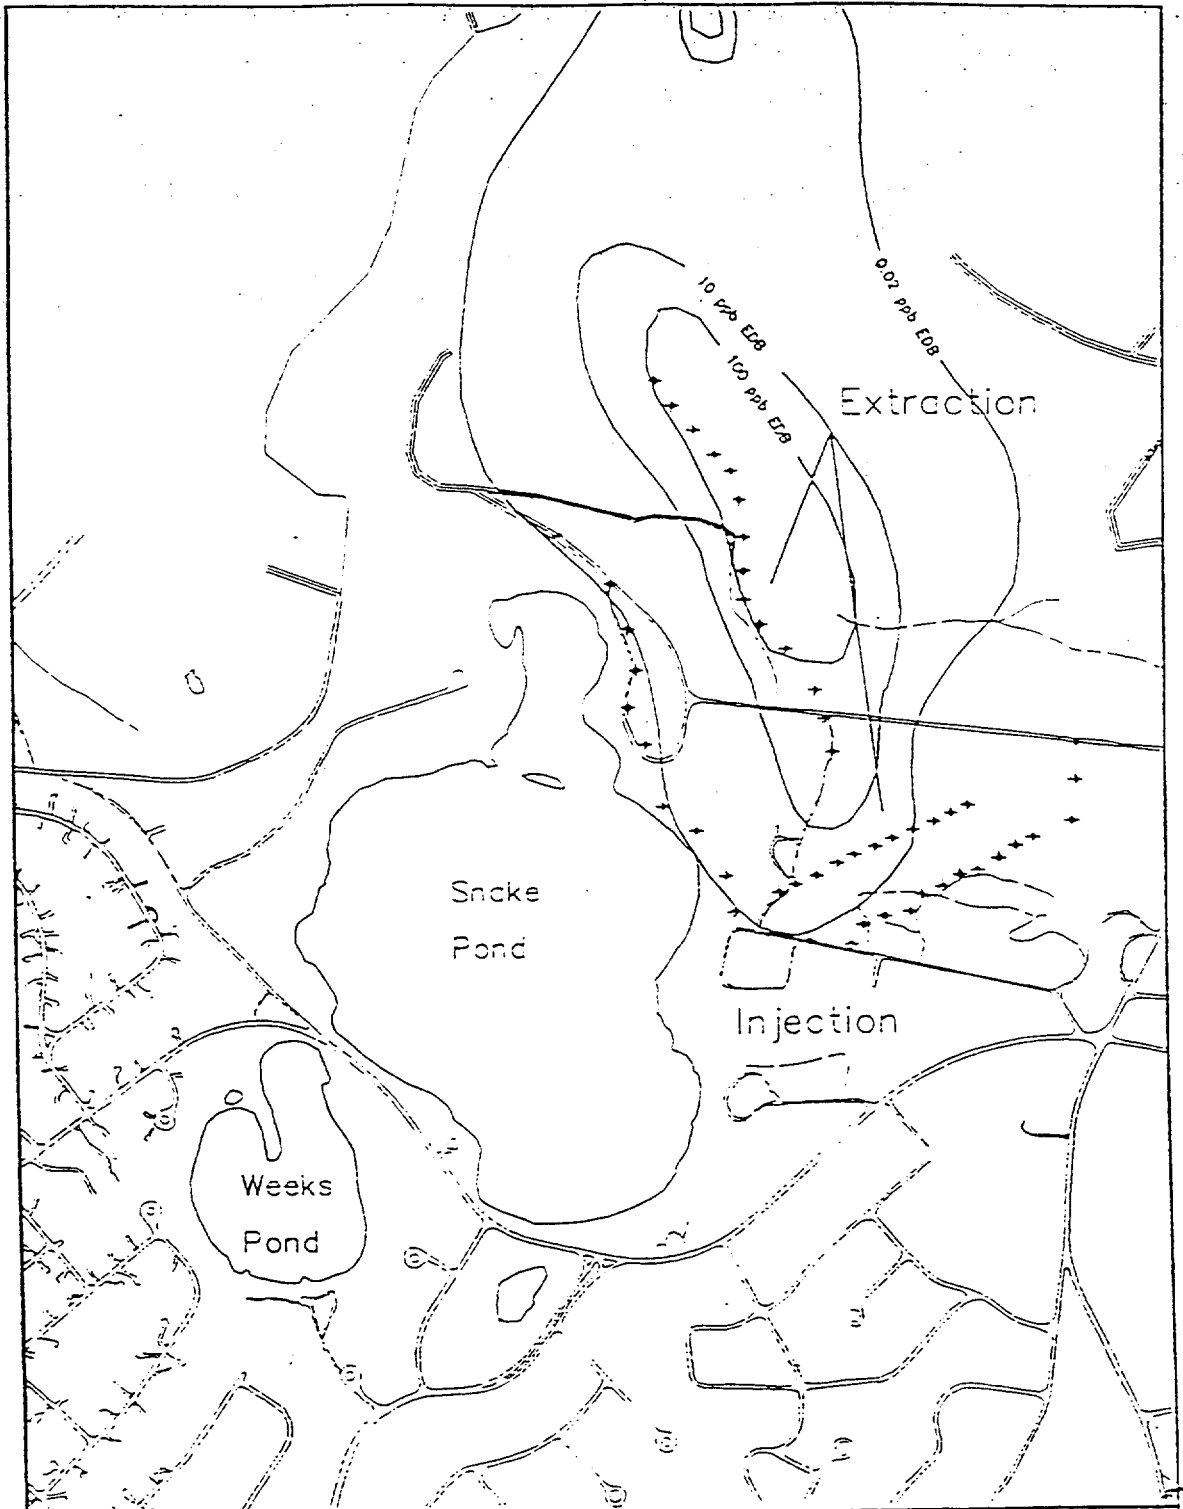 0.02 ppb EDB
10 ppb EDB
100 ppb EDB
Extraction
Snake
Pond
Injection
Weeks
Pond